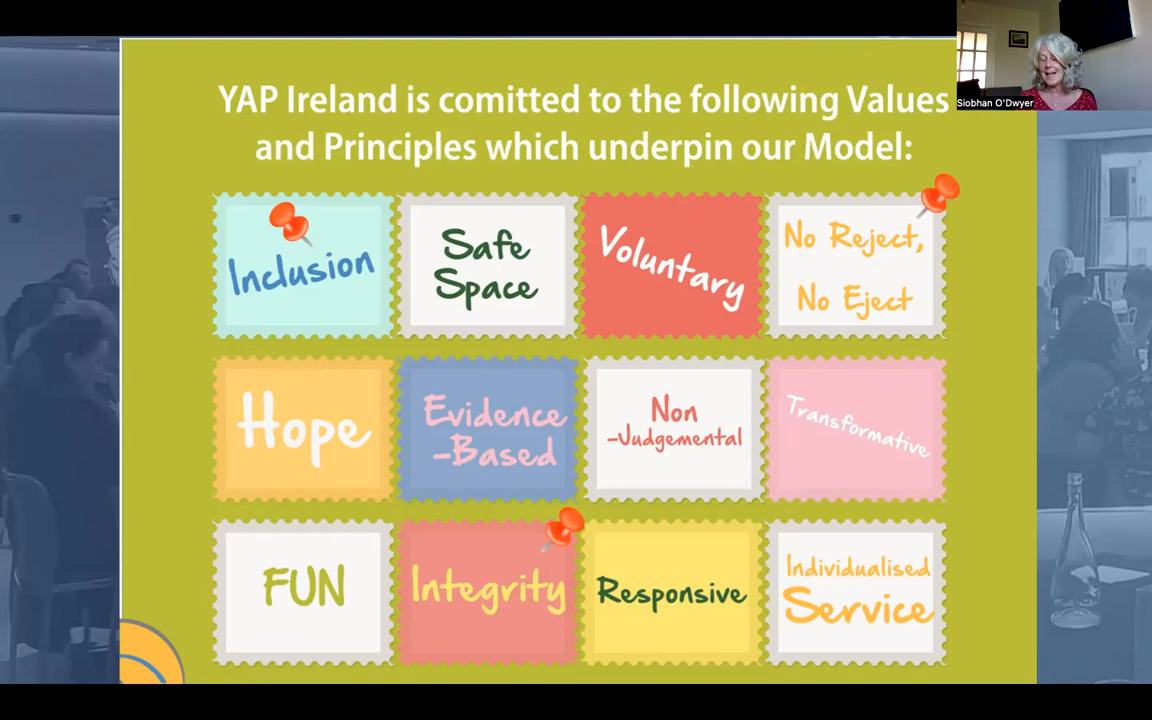 YAP Ireland is comitted to the following Values
and Principles which underpin our Model:
Siobhan O'Dwyer
Inclusion
Safe
Space
Voluntary
No Reject,
No Eject
Hope
Evidence
-Based
Non
-Judgemental
Transformative
FUN
Integrity
Responsive
Individualised
Service